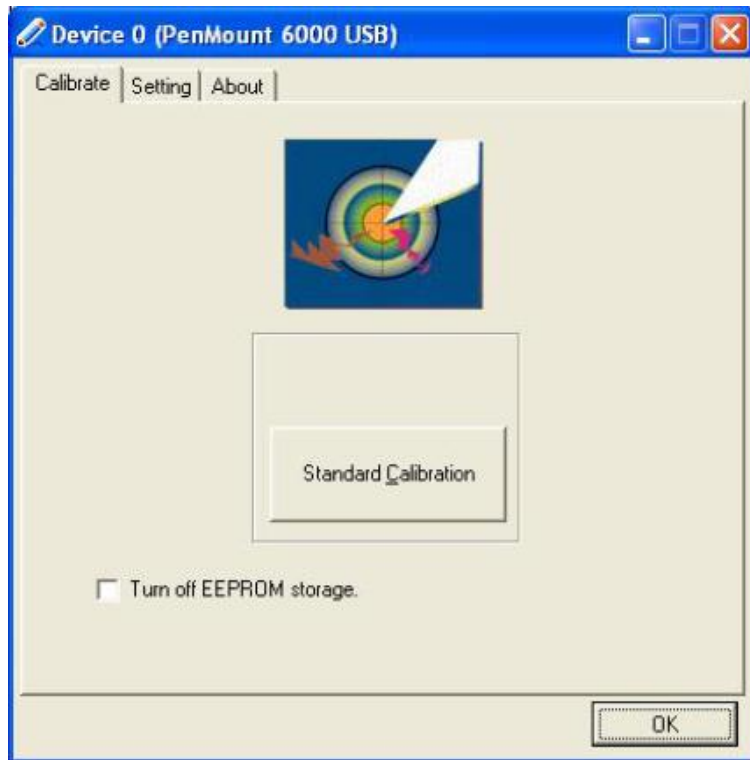 Device 0 (PenMount 6000 USB)
Calibrate Setting About
Standard Calibration
Turn off EEPROM storage.
OK